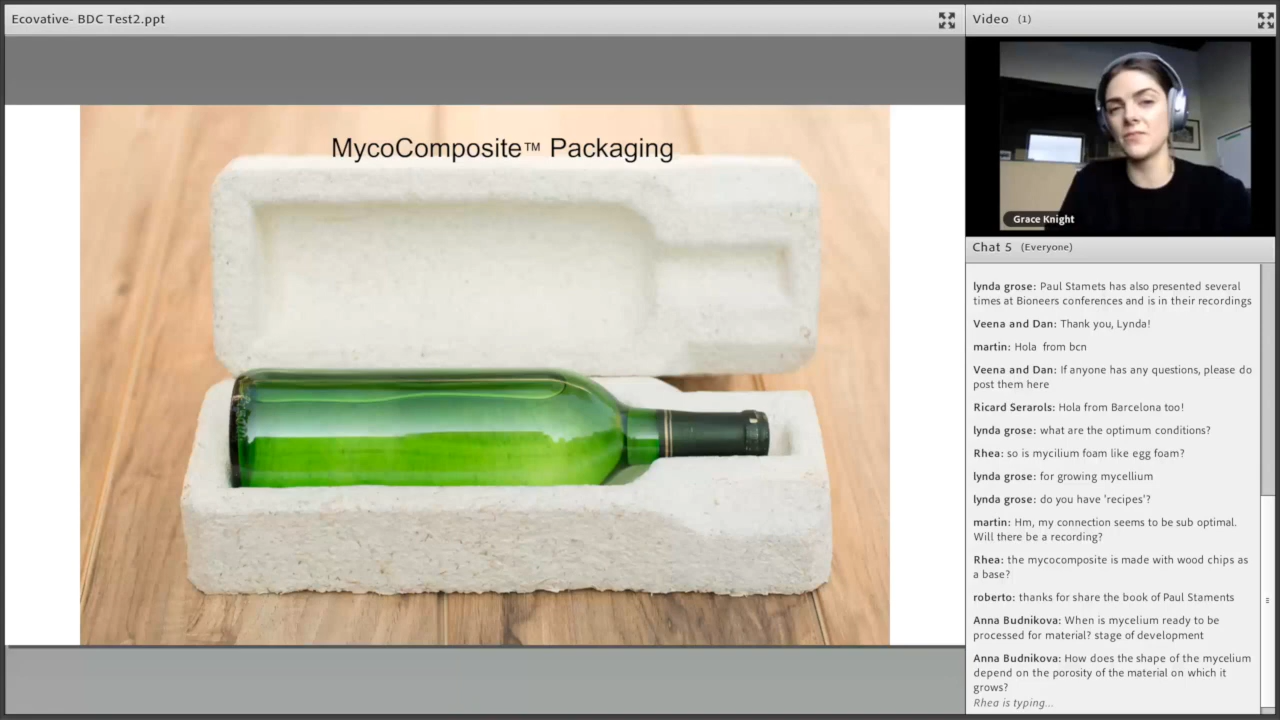 Ecovative- BDC Test2.ppt
MycoComposite™ Packaging
Video (1)
Grace Knight
Chat 5 (Everyone)
lynda grose: Paul Stamets has also presented several
times at Bioneers conferences and is in their recordings
Veena and Dan: Thank you, Lynda!
martin: Hola from bcn
Veena and Dan: If anyone has any questions, please do
post them here
Ricard Serarols: Hola from Barcelona too!
lynda grose: what are the optimum conditions?
Rhea: so is mycilium foam like egg foam?
lynda grose: for growing mycellium
lynda grose: do you have 'recipes'?
martin: Hm, my connection seems to be sub optimal.
Will there be a recording?
Rhea: the mycocomposite is made with wood chips as
a base?
roberto: thanks for share the book of Paul Staments
Anna Budnikova: When is mycelium ready to be
processed for material? stage of development
Anna Budnikova: How does the shape of the mycelium
depend on the porosity of the material on which it
grows?
Rhea is typing...